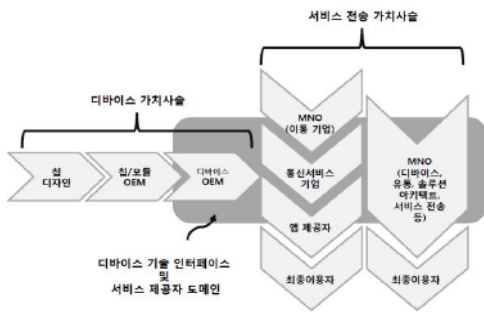 서비스 전송 가치사슬
디바이스 가치사슬
칩
디자인
칩/모듈
OEM
디바이스
OEM
MNO
(이동 기업)
통신서비스
기업
앱 제공자
최종이용자
MNO
(디바이스,
유통, 솔루션
아키텍트,
서비스 전송
등)
최종이용자
디바이스 기술 인터페이스
및
서비스 제공자 도메인